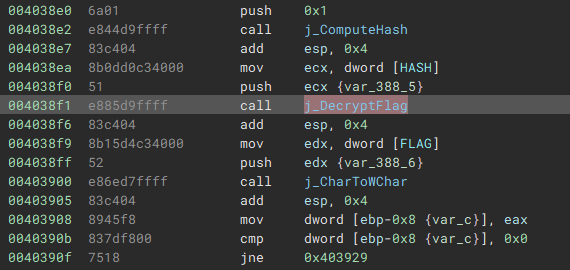 004038e0 6a01 push 0x1
004038e2 e844d9ffff call j_ComputeHash
004038e7 83c404 add esp, 0x4
004038ea 8b0dd0c34000 mov ecx, dword [HASH]
004038f0 51 push ecx {var_388_5}
004038f1 e885d9ffff call j_DecryptFlag
004038f6 83c404 add esp, 0x4
004038f9 8b15d4c34000 mov edx, dword [FLAG]
004038ff 52 push edx {var_388_6}
00403900 e86ed7ffff call j_CharToWChar
00403905 83c404 add esp, 0x4
00403908 8945f8 mov dword [ebp-0x8 {var_c}], eax
0040390b 837df800 cmp dword [ebp-0x8 {var_c}], 0x0
0040390f 7518 jne 0x403929